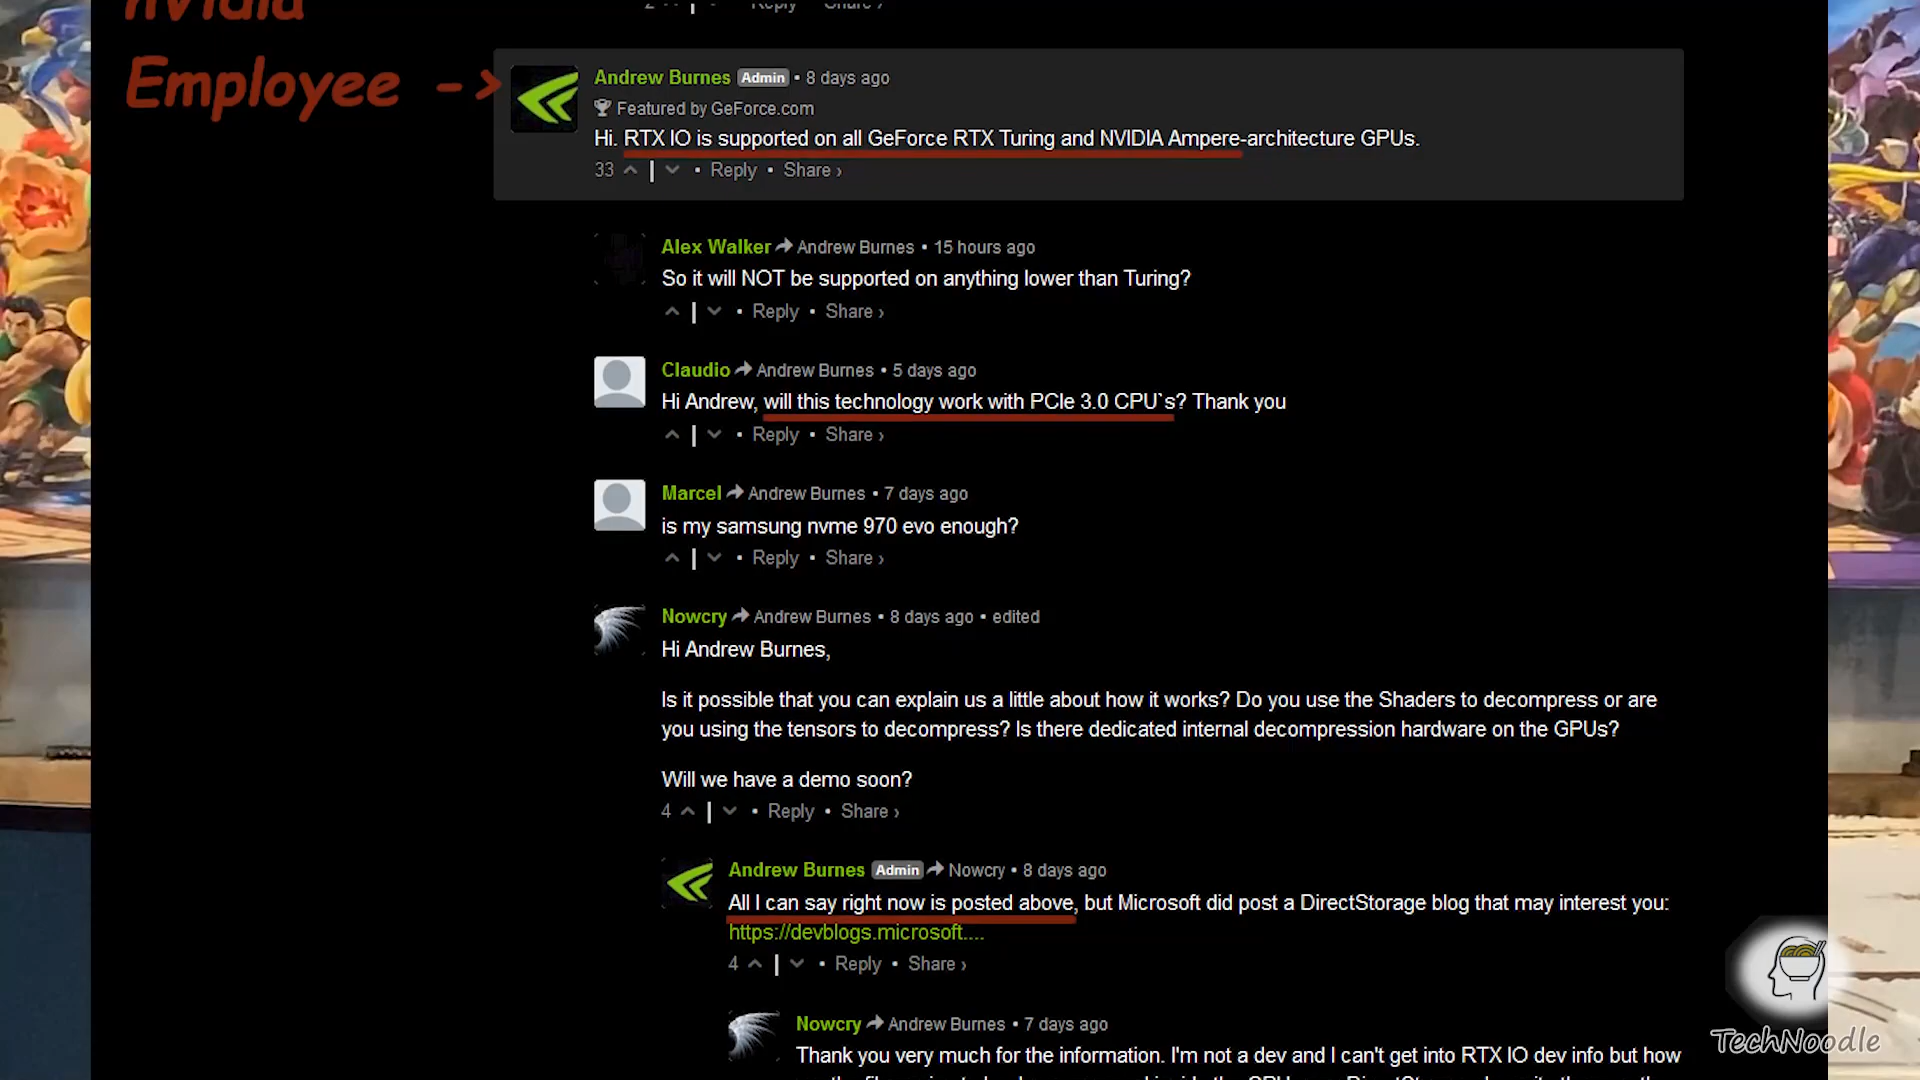 nvidia
Employee ->
2 Reply Share ›
Andrew Burnes Admin • 8 days ago
Featured by GeForce.com
Hi. RTX IO is supported on all GeForce RTX Turing and NVIDIA Ampere-architecture GPUs.
33 | • Reply • Share ›
Alex Walker Andrew Burnes • 15 hours ago
So it will NOT be supported on anything lower than Turing?
| • Reply • Share ›
Claudio Andrew Burnes • 5 days ago
Hi Andrew, will this technology work with PCIe 3.0 CPU`s? Thank you
| • Reply • Share ›
Marcel Andrew Burnes • 7 days ago
is my samsung nvme 970 evo enough?
| • Reply • Share ›
Nowcry Andrew Burnes • 8 days ago • edited
Hi Andrew Burnes,
Is it possible that you can explain us a little about how it works? Do you use the Shaders to decompress or are
you using the tensors to decompress? Is there dedicated internal decompression hardware on the GPUs?
Will we have a demo soon?
4 | • Reply • Share ›
Andrew Burnes Admin Nowcry • 8 days ago
All I can say right now is posted above, but Microsoft did post a DirectStorage blog that may interest you:
https://devblogs.microsoft....
4 | • Reply • Share ›
Nowcry Andrew Burnes • 7 days ago
Thank you very much for the information. I'm not a dev and I can't get into RTX IO dev info but how
TechNoodle